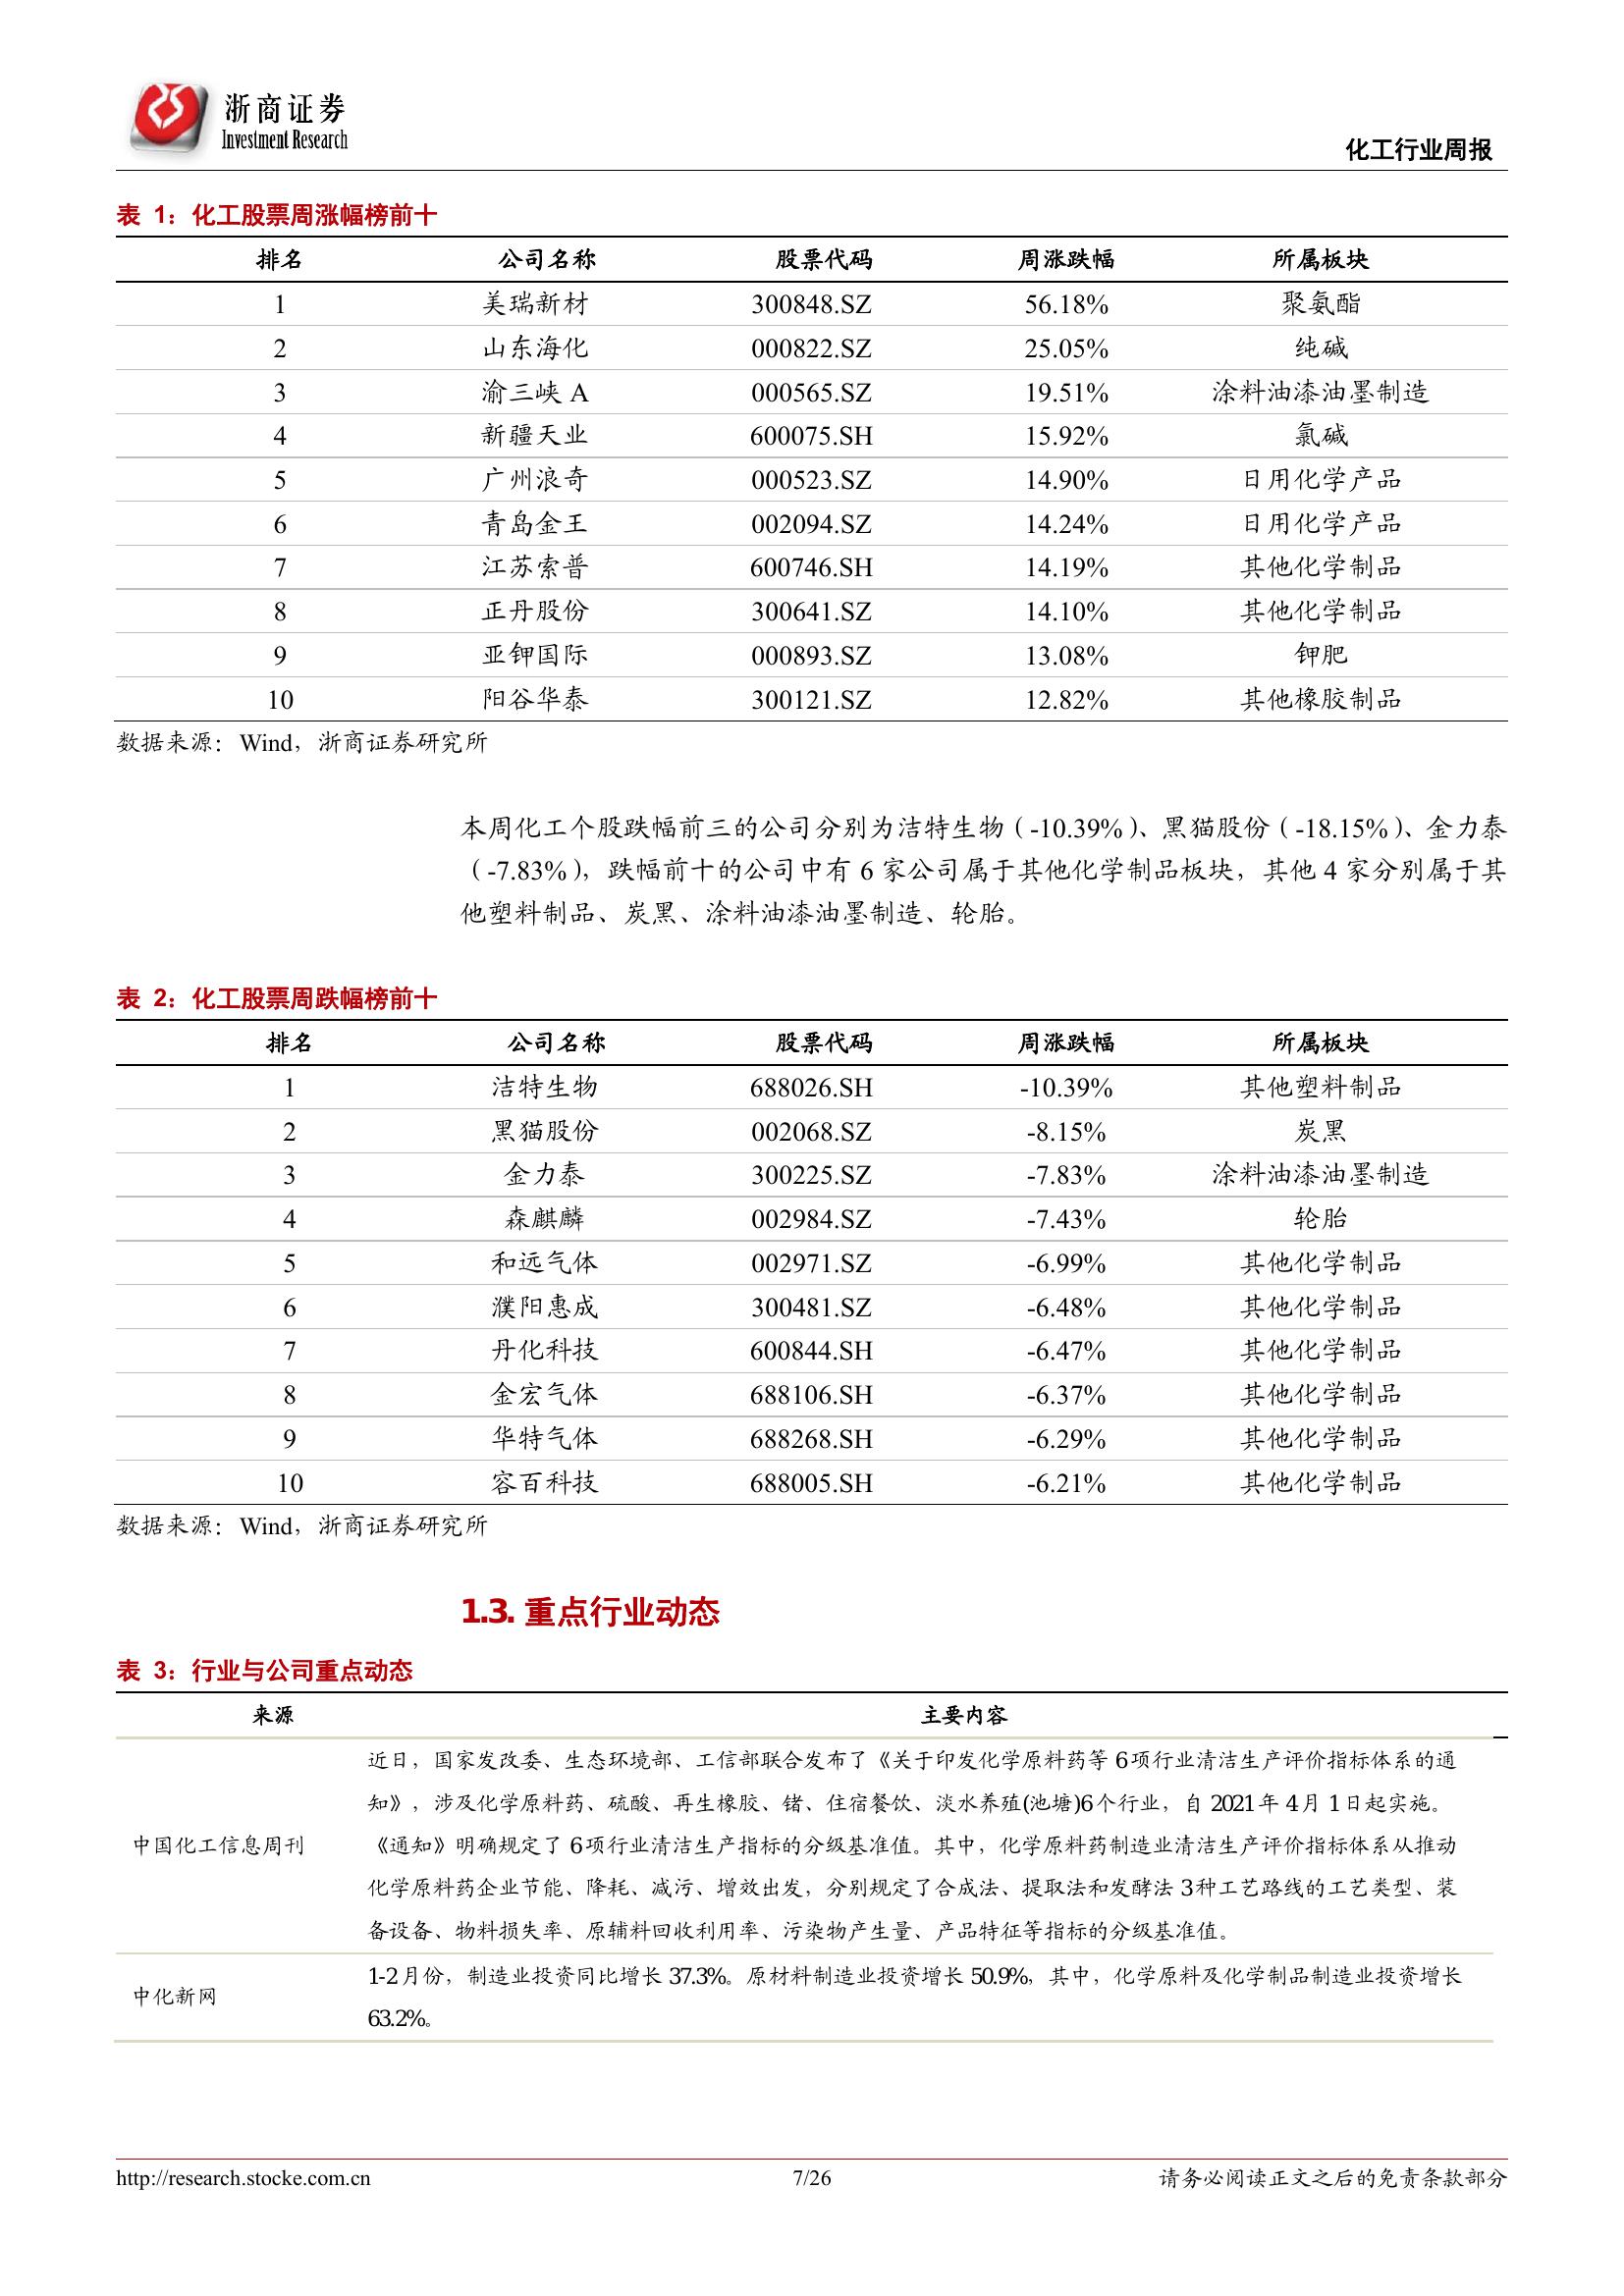 浙商证券
Investment Research
化工行业周报
表 1：化工股票周涨幅榜前十
排名 公司名称 股票代码 周涨跌幅 所属板块
1 美瑞新材 300848.SZ 56.18% 聚氨酯
2 山东海化 000822.SZ 25.05% 纯碱
3 渝三峡 A 000565.SZ 19.51% 涂料油漆油墨制造
4 新疆天业 600075.SH 15.92% 氯碱
5 广州浪奇 000523.SZ 14.90% 日用化学产品
6 青岛金王 002094.SZ 14.24% 日用化学产品
7 江苏索普 600746.SH 14.19% 其他化学制品
8 正丹股份 300641.SZ 14.10% 其他化学制品
9 亚钾国际 000893.SZ 13.08% 钾肥
10 阳谷华泰 300121.SZ 12.82% 其他橡胶制品
数据来源：Wind，浙商证券研究所
本周化工个股跌幅前三的公司分别为洁特生物（-10.39%）、黑猫股份（-18.15%）、金力泰
（-7.83%），跌幅前十的公司中有 6 家公司属于其他化学制品板块，其他 4 家分别属于其
他塑料制品、炭黑、涂料油漆油墨制造、轮胎。
表 2：化工股票周跌幅榜前十
排名 公司名称 股票代码 周涨跌幅 所属板块
1 洁特生物 688026.SH -10.39% 其他塑料制品
2 黑猫股份 002068.SZ -8.15% 炭黑
3 金力泰 300225.SZ -7.83% 涂料油漆油墨制造
4 森麒麟 002984.SZ -7.43% 轮胎
5 和远气体 002971.SZ -6.99% 其他化学制品
6 濮阳惠成 300481.SZ -6.48% 其他化学制品
7 丹化科技 600844.SH -6.47% 其他化学制品
8 金宏气体 688106.SH -6.37% 其他化学制品
9 华特气体 688268.SH -6.29% 其他化学制品
10 容百科技 688005.SH -6.21% 其他化学制品
数据来源：Wind，浙商证券研究所
1.3. 重点行业动态
表 3：行业与公司重点动态
来源 主要内容
近日，国家发改委、生态环境部、工信部联合发布了《关于印发化学原料药等 6项行业清洁生产评价指标体系的通
知》，涉及化学原料药、硫酸、再生橡胶、锗、住宿餐饮、淡水养殖(池塘)6个行业，自 2021年 4月 1日起实施。
中国化工信息周刊 《通知》明确规定了 6项行业清洁生产指标的分级基准值。其中，化学原料药制造业清洁生产评价指标体系从推动
化学原料药企业节能、降耗、减污、增效出发，分别规定了合成法、提取法和发酵法 3种工艺路线的工艺类型、装
备设备、物料损失率、原辅料回收利用率、污染物产生量、产品特征等指标的分级基准值。
中化新网 1-2月份，制造业投资同比增长 37.3%。原材料制造业投资增长 50.9%，其中，化学原料及化学制品制造业投资增长
63.2%。
http://research.stocke.com.cn 7/26 请务必阅读正文之后的免责条款部分